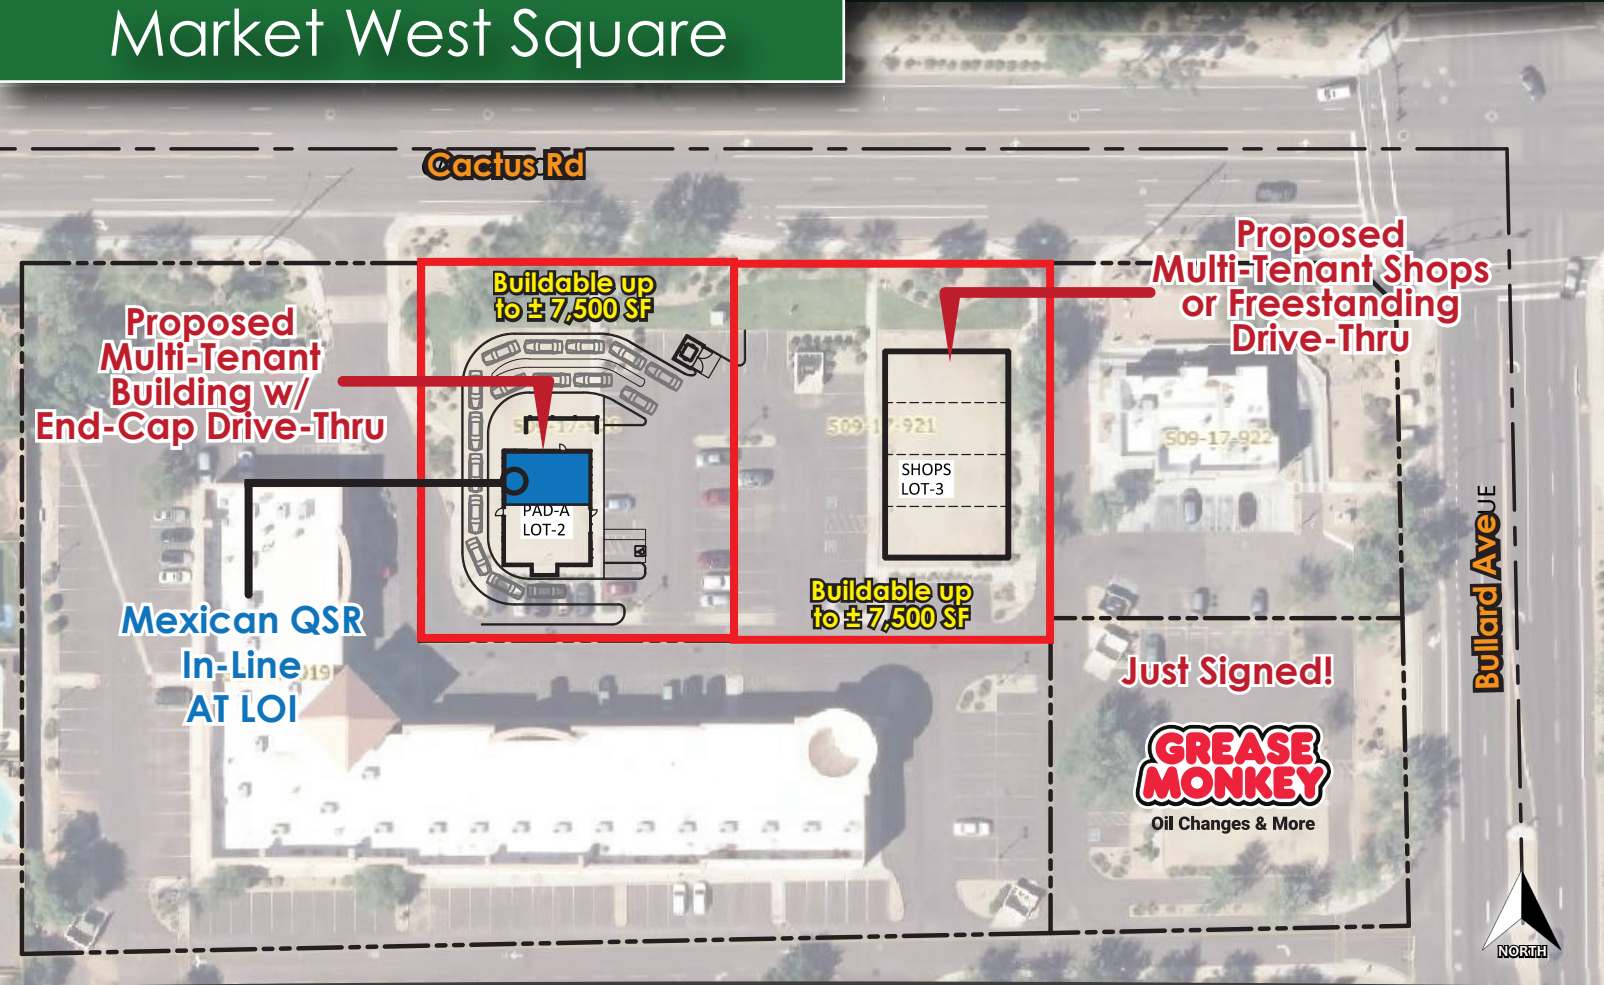 Market West Square
Cactus Rd
Proposed
Multi-Tenant Shops
or Freestanding
Drive-Thru
Buildable up
to ± 7,500 SF
Proposed
Multi-Tenant
Building w/
End-Cap Drive-Thru
509-17-921
509-17-922
SHOPS
LOT-3
PAD-A
LOT-2
Buildable up
to ± 7,500 SF
Mexican QSR
In-Line
AT LOI
919
Bullard Ave
UE
Just Signed!
GREASE
MONKEY
Oil Changes & More
NORTH